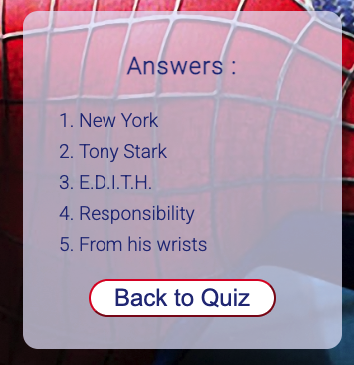 Answers :
1. New York
2. Tony Stark
3. E.D.I.T.H.
4. Responsibility
5. From his wrists
Back to Quiz